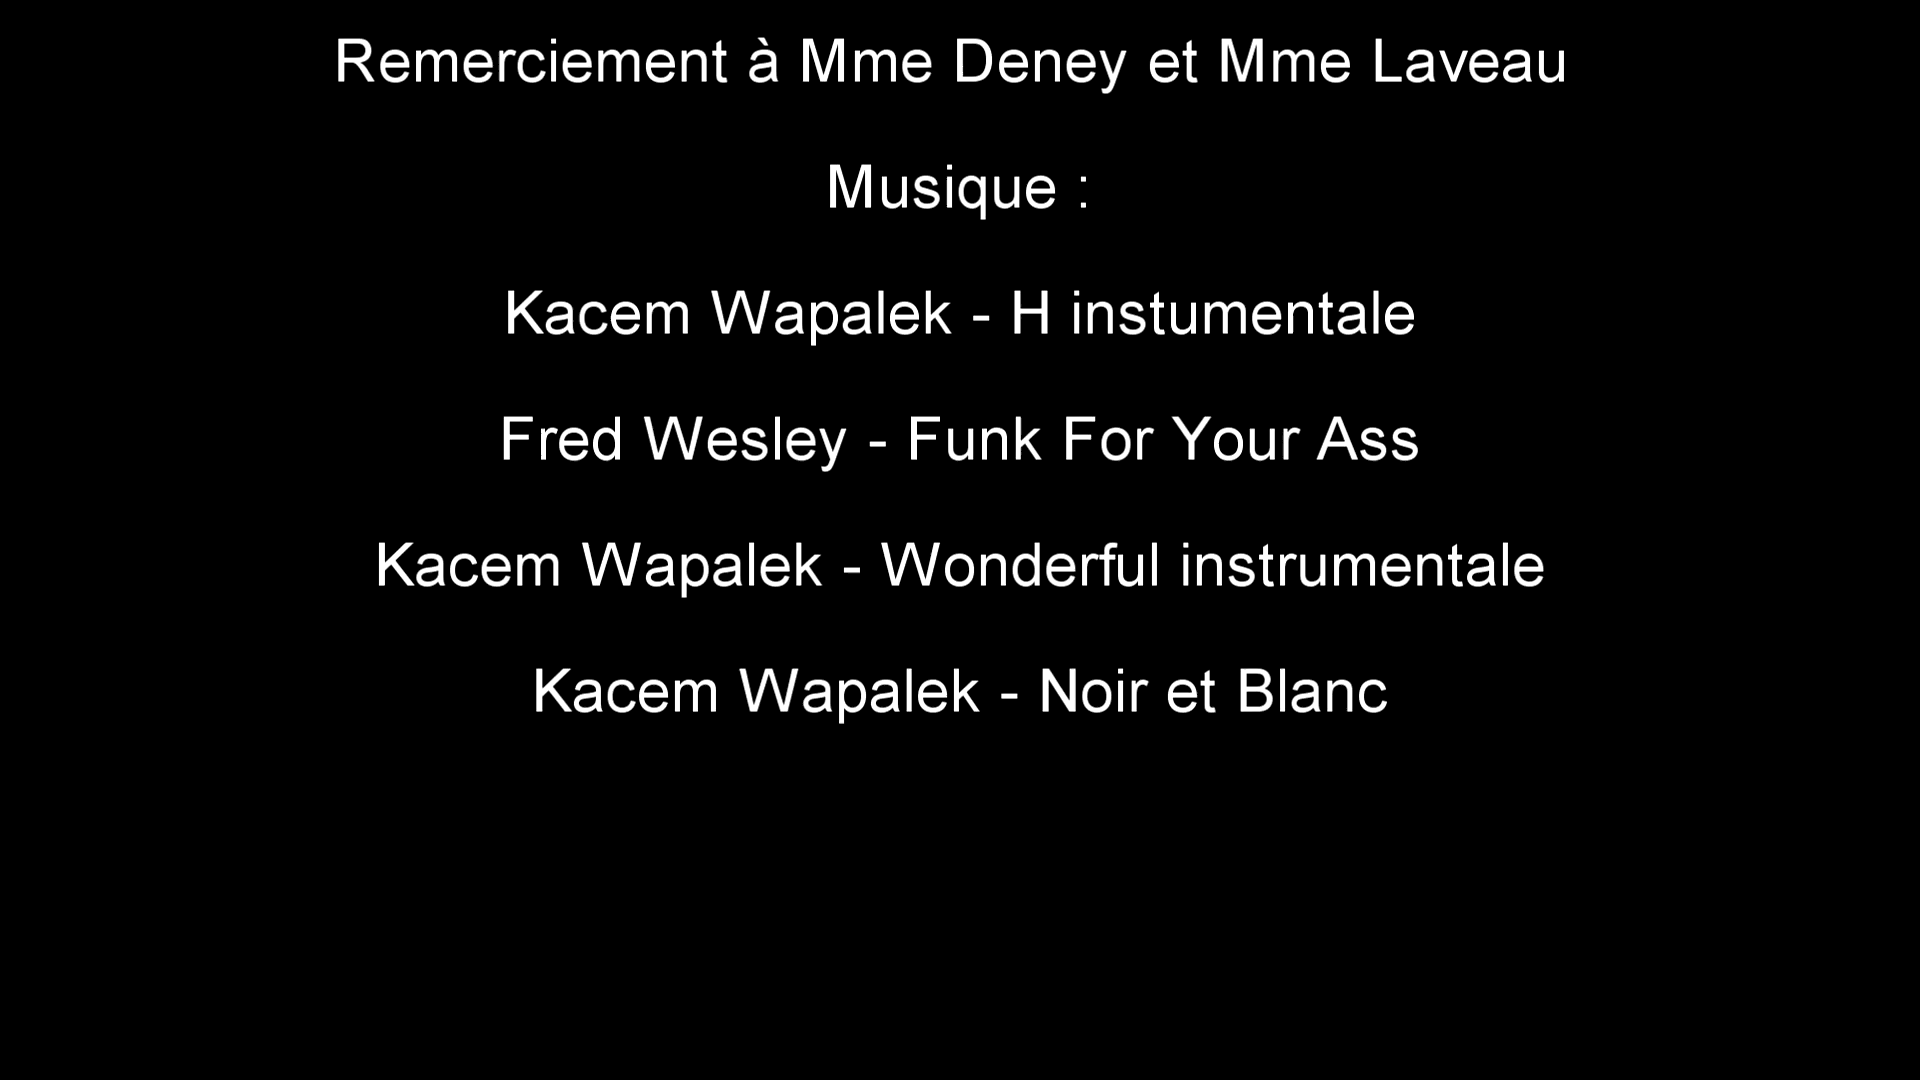 Remerciement à Mme Deney et Mme Laveau
Musique :
Kacem Wapalek - H instumentale
Fred Wesley - Funk For Your Ass
Kacem Wapalek - Wonderful instrumentale
Kacem Wapalek - Noir et Blanc